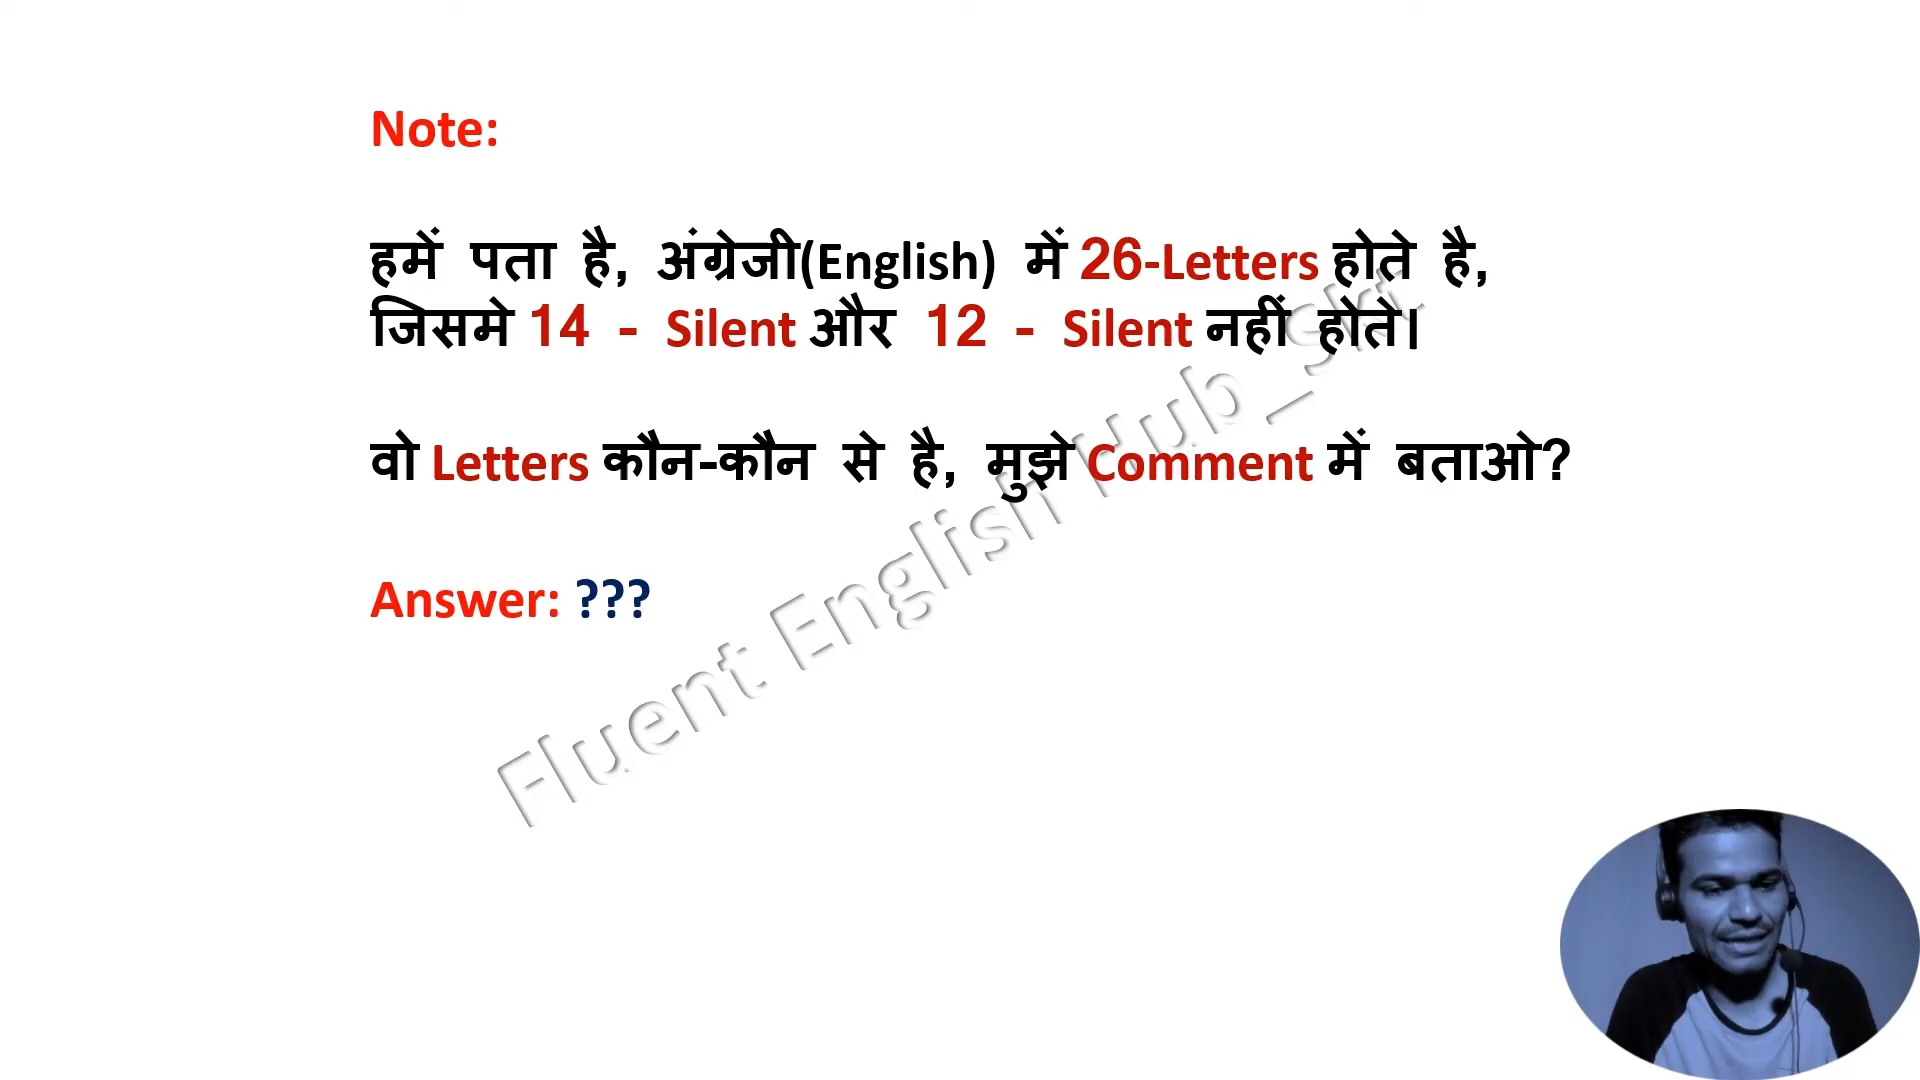 Note:
हमें पता है, अंग्रेजी(English) में 26-Letters होते है,
जिसमे 14 - Silent और 12 - Silent नहीं होते।
वो Letters कौन-कौन से है, मुझे Comment में बताओ?
Answer: ???
Fluent English Hub_Skt